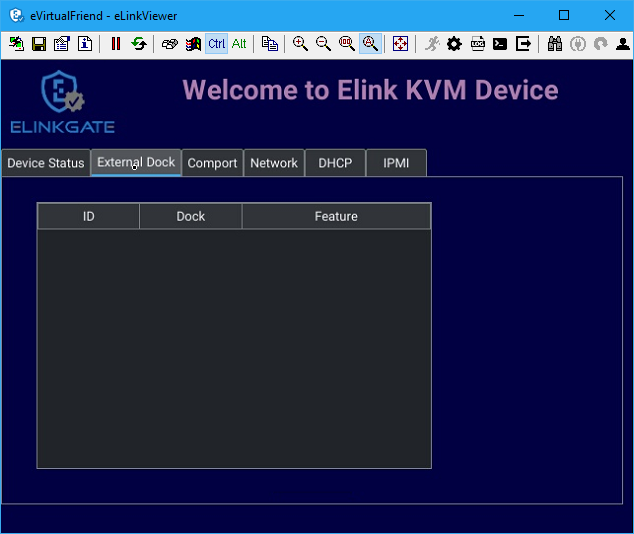 eVirtualFriend - eLinkViewer
Ctrl Alt
ELINKGATE
Welcome to Elink KVM Device
Device Status External Dock Comport Network DHCP IPMI
ID Dock Feature